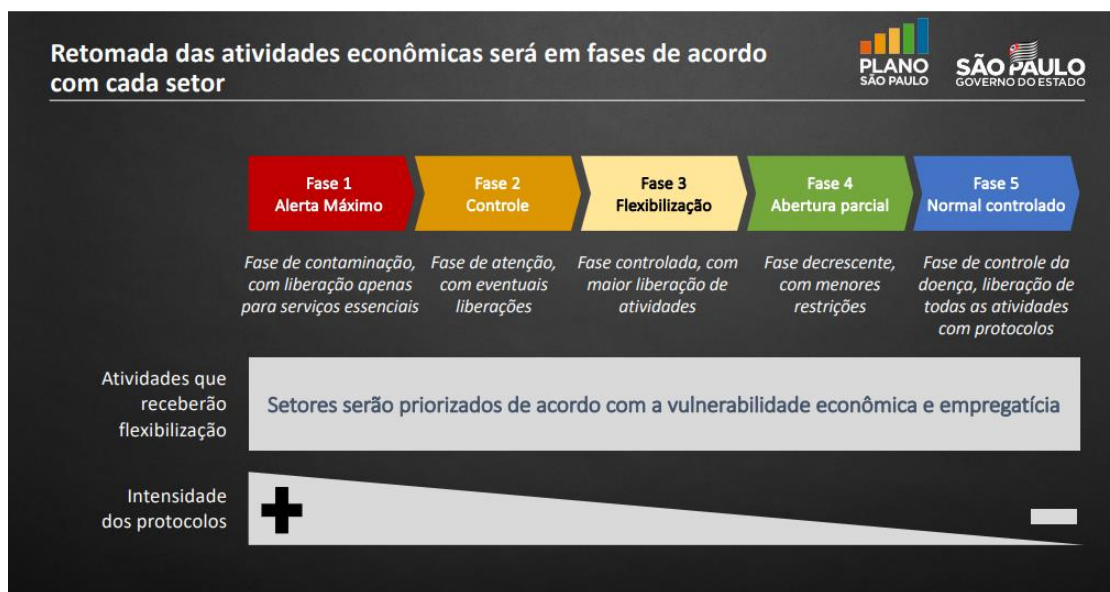 Retomada das atividades econômicas será em fases de acordo
com cada setor
PLANO
SÃO PAULO
SÃO PAULO
GOVERNO DO ESTADO
Fase 1
Alerta Máximo
Fase 2
Controle
Fase 3
Flexibilização
Fase 4
Abertura parcial
Fase 5
Normal controlado
Fase de contaminação,
com liberação apenas
para serviços essenciais
Fase de atenção,
com eventuais
liberações
Fase controlada, com
maior liberação de
atividades
Fase decrescente,
com menores
restrições
Fase de controle da
doença, liberação de
todas as atividades
com protocolos
Atividades que
receberão
flexibilização
Setores serão priorizados de acordo com a vulnerabilidade econômica e empregatícia
Intensidade
dos protocolos